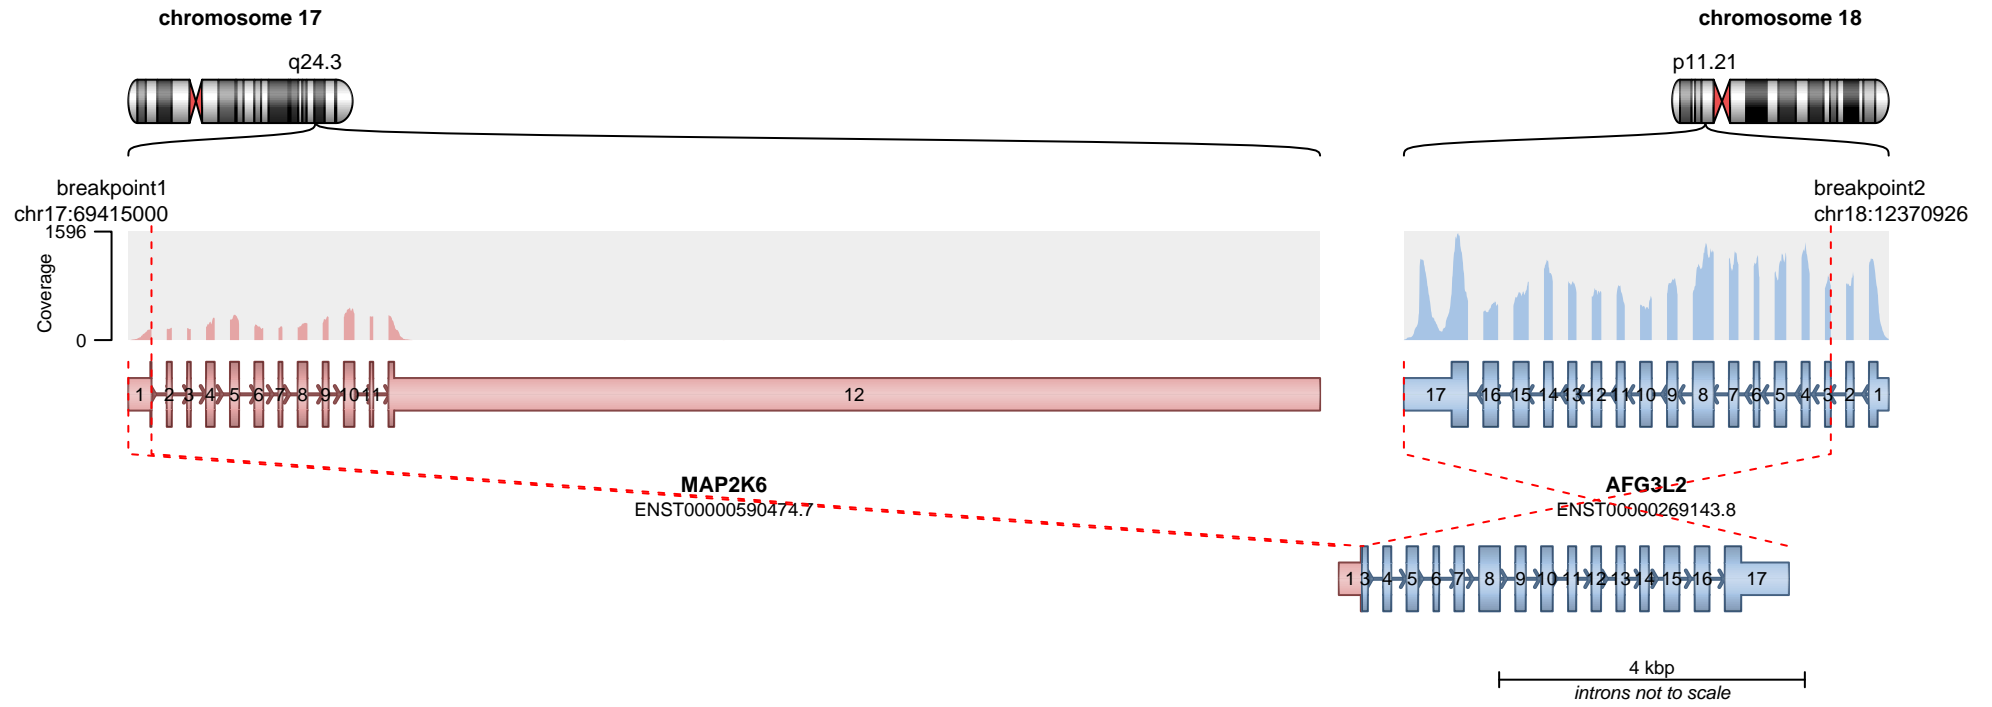 chromosome 17
chromosome 18
q24.3
p11.21
breakpoint1
chr17:69415000
breakpoint2
chr18:12370926
1596
Coverage
0
1 2 3 4 5 6 7 8 9 10 11 12
17 16 15 14 13 12 11 10 9 8 7 6 5 4 3 2 1
MAP2K6
ENST00000590474.7
AFG3L2
ENST00000269143.8
1 3 4 5 6 7 8 9 10 11 12 13 14 15 16 17
4 kbp
introns not to scale